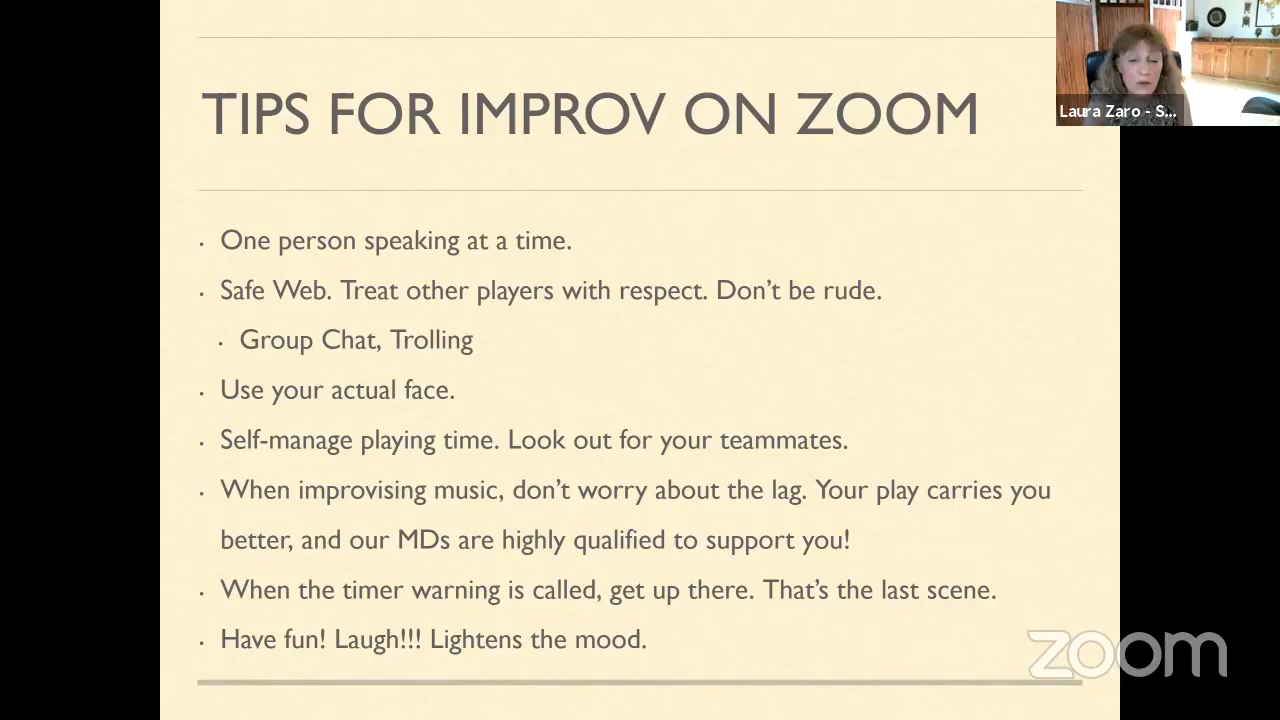 TIPS FOR IMPROV ON ZOOM
Laura Zaro - S...
• One person speaking at a time.
• Safe Web. Treat other players with respect. Don’t be rude.
• Group Chat, Trolling
• Use your actual face.
• Self-manage playing time. Look out for your teammates.
• When improvising music, don’t worry about the lag. Your play carries you
better, and our MDs are highly qualified to support you!
• When the timer warning is called, get up there. That’s the last scene.
• Have fun! Laugh!!! Lightens the mood.
zoom